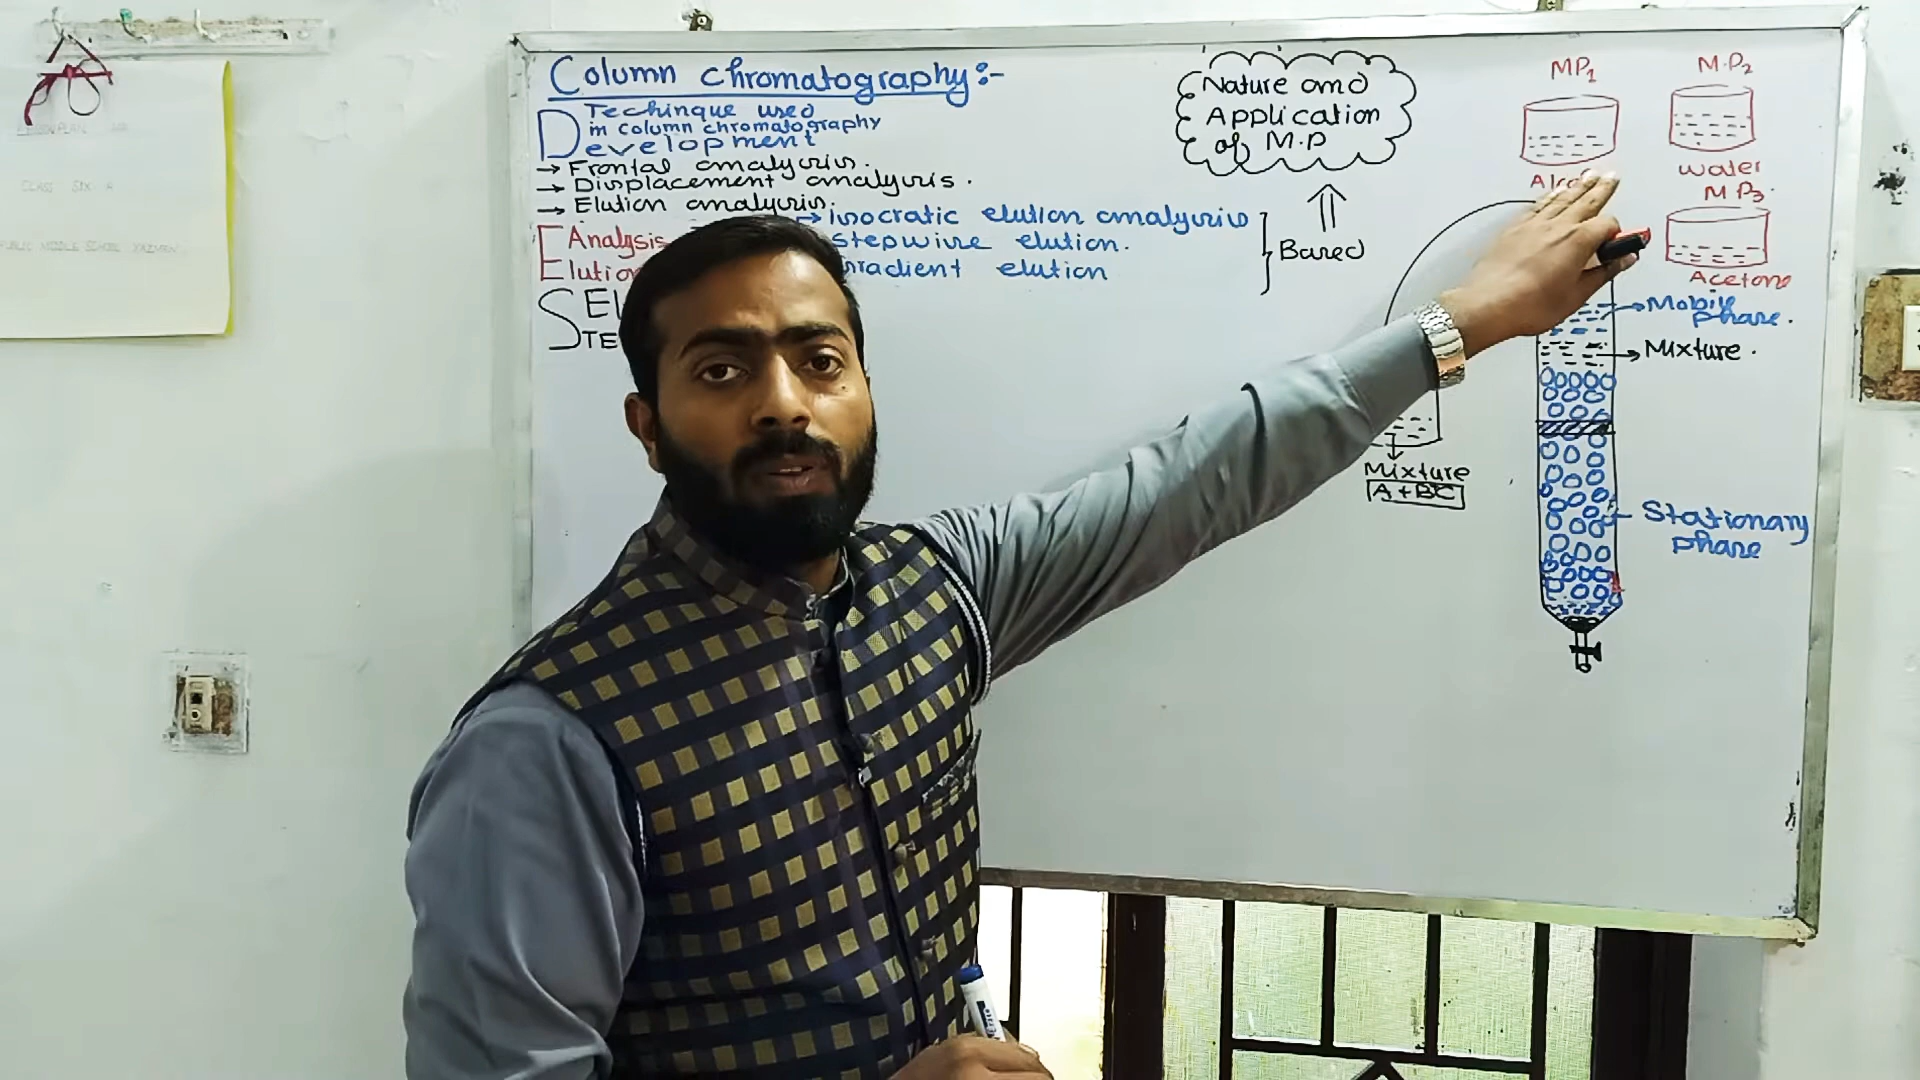 Column chromatography:-
Techinque used
in column chromatography
Development
→ Frontal analysis.
→ Displacement analysis.
→ Elution analysis.
→ isocratic elution analysis
Analysis
stepwise elution.
Elution
gradient elution
Based
Nature and
Application
of M.P
MP1
M.P2
water
MP3.
Acetone
→ Mobile
phase.
→ Mixture.
Mixture
A+BC
Stationary
phase